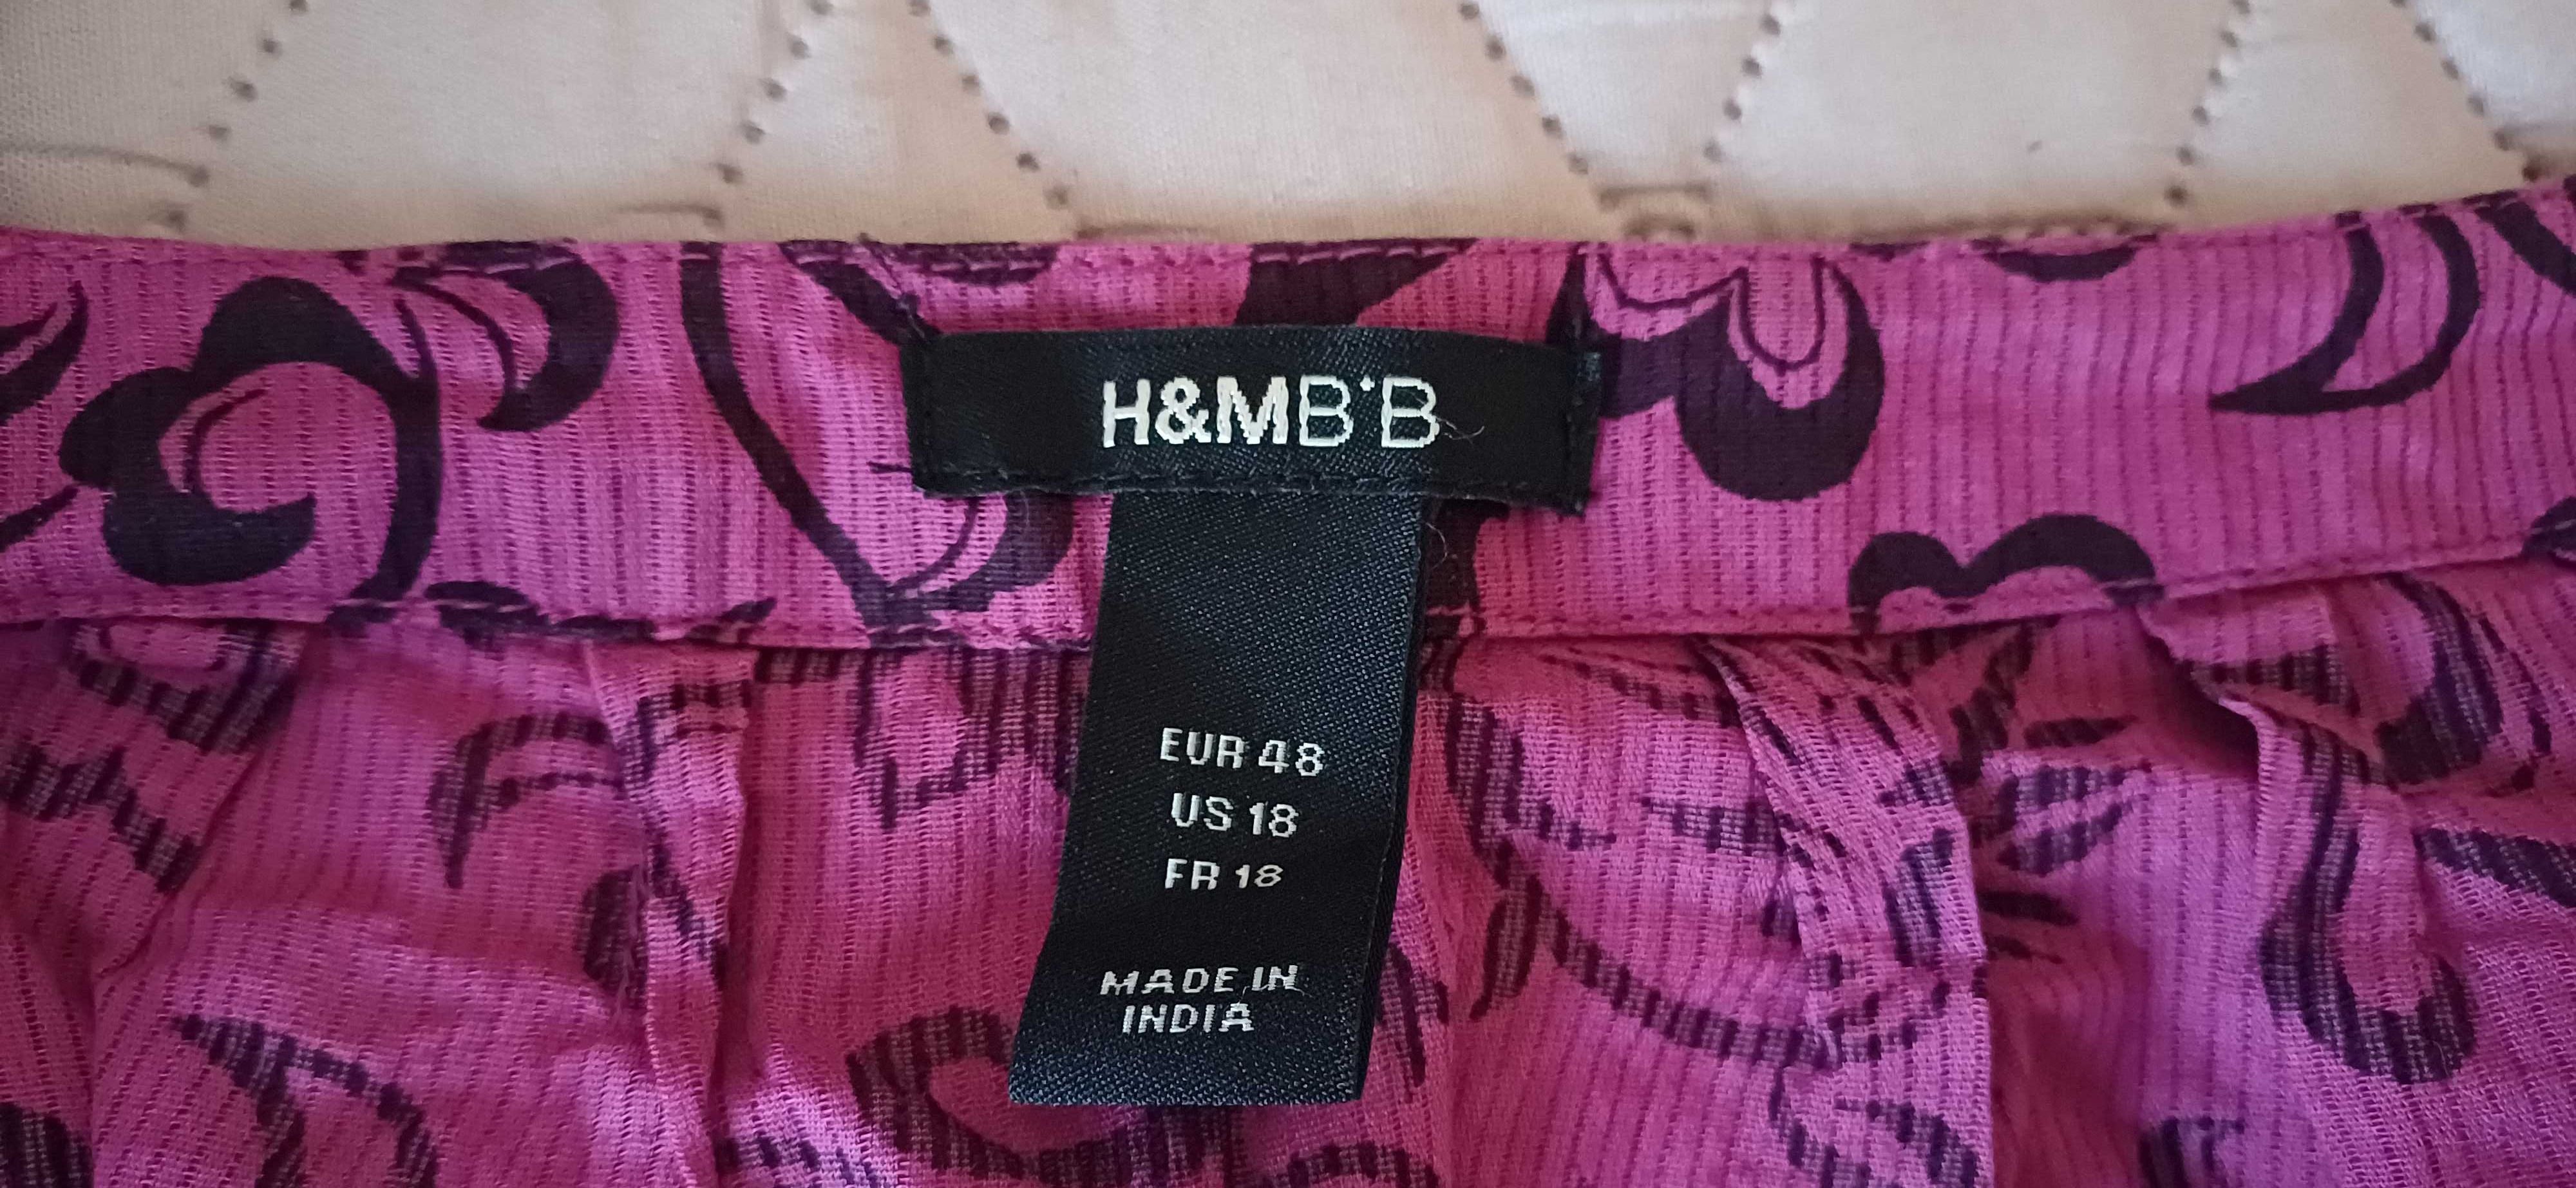 H&MB·B
EUR 48
US 18
FR 18
MADE IN
INDIA